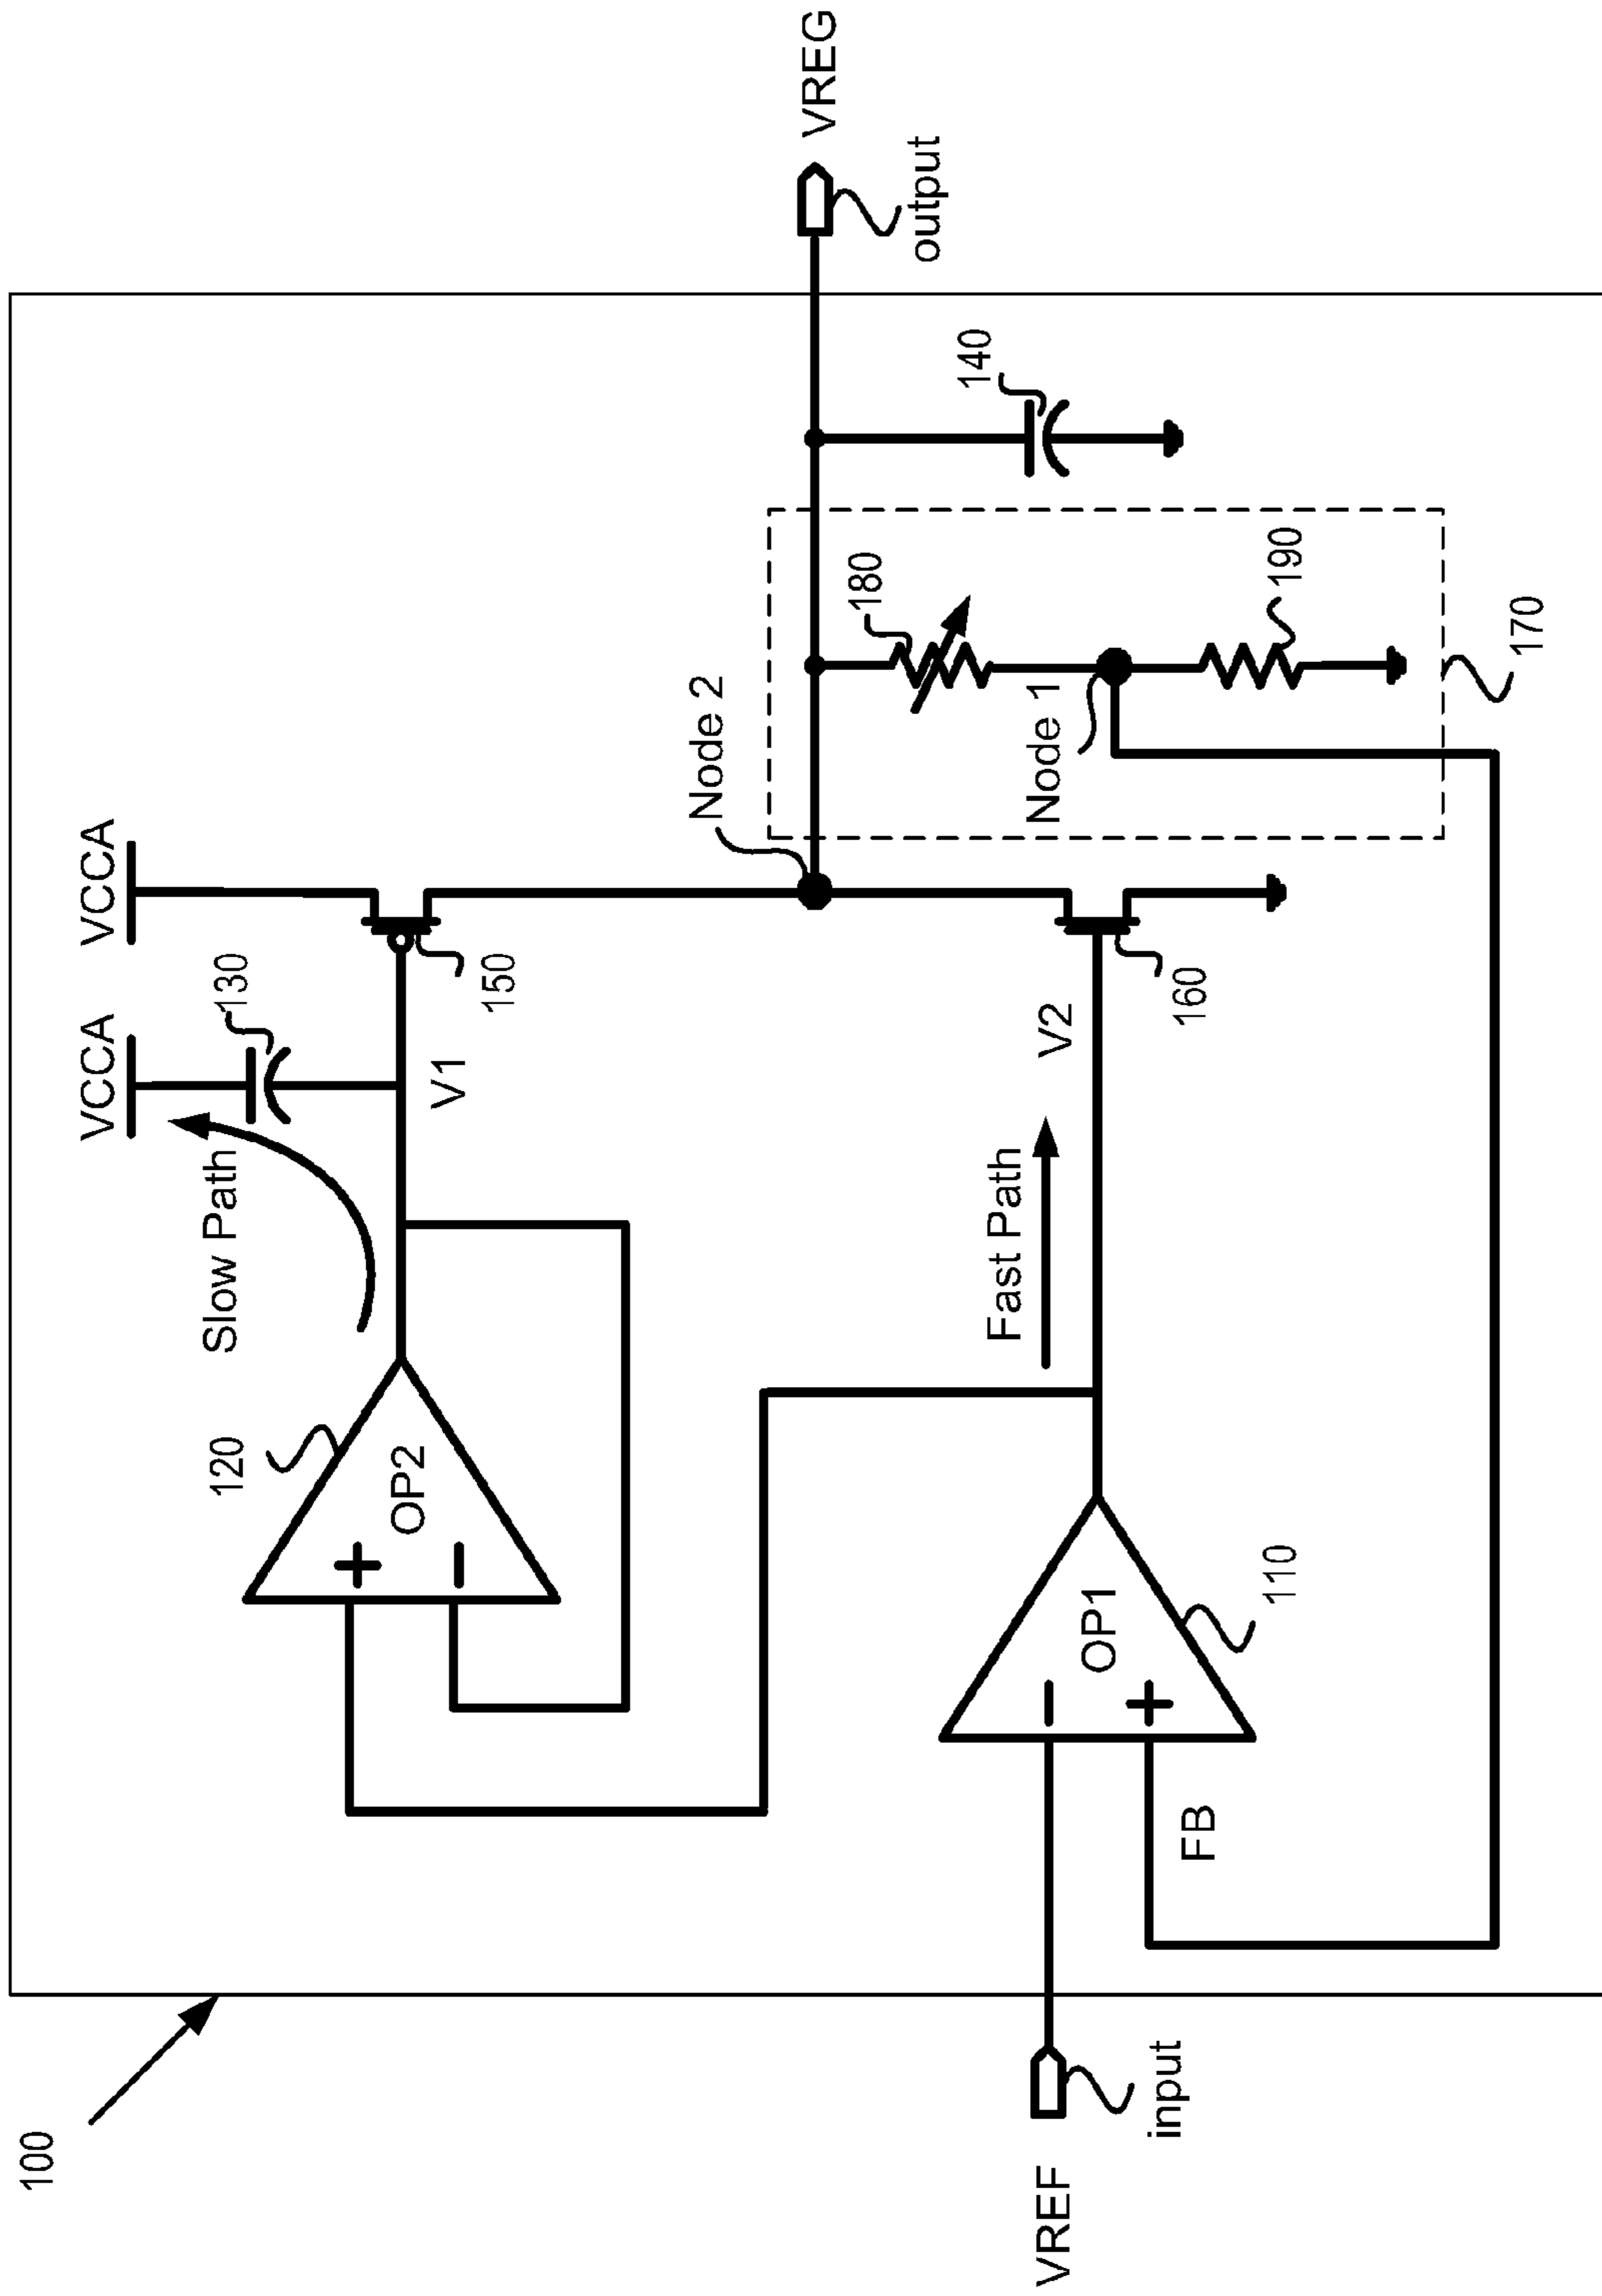 100
VCCA
VCCA
130
Slow Path
120
+
OP2
−
V1
150
Node 2
VREG
output
180
140
Node 1
190
170
V2
160
Fast Path
−
OP1
+
110
FB
VREF
input